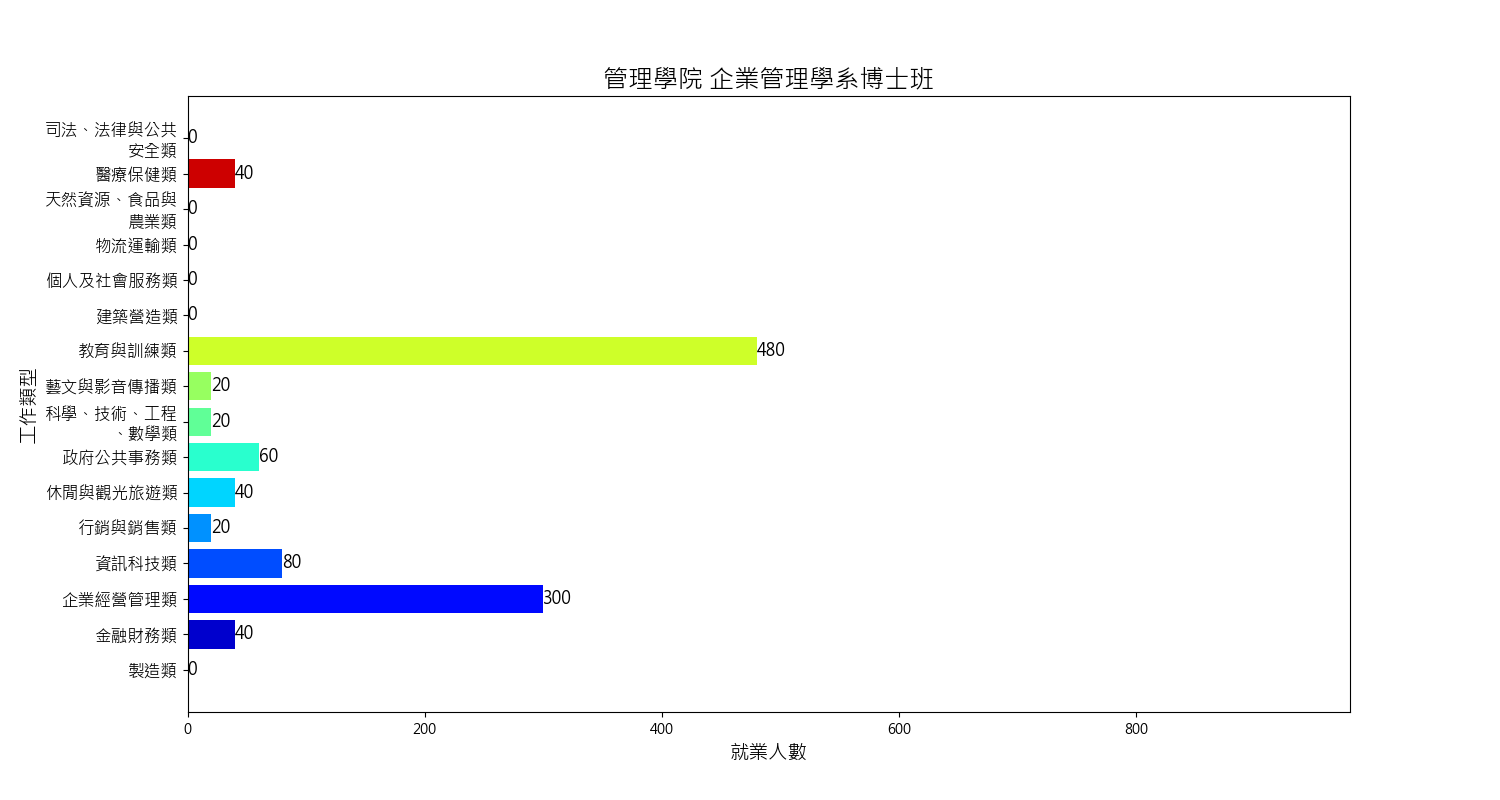 管理學院 企業管理學系博士班
司法、法律與公共
安全類
0
醫療保健類
40
天然資源、食品與
農業類
0
物流運輸類
0
個人及社會服務類
0
建築營造類
0
教育與訓練類
480
藝文與影音傳播類
20
科學、技術、工程
、數學類
20
政府公共事務類
60
休閒與觀光旅遊類
40
行銷與銷售類
20
資訊科技類
80
企業經營管理類
300
金融財務類
40
製造類
0
工作類型
0 200 400 600 800
就業人數